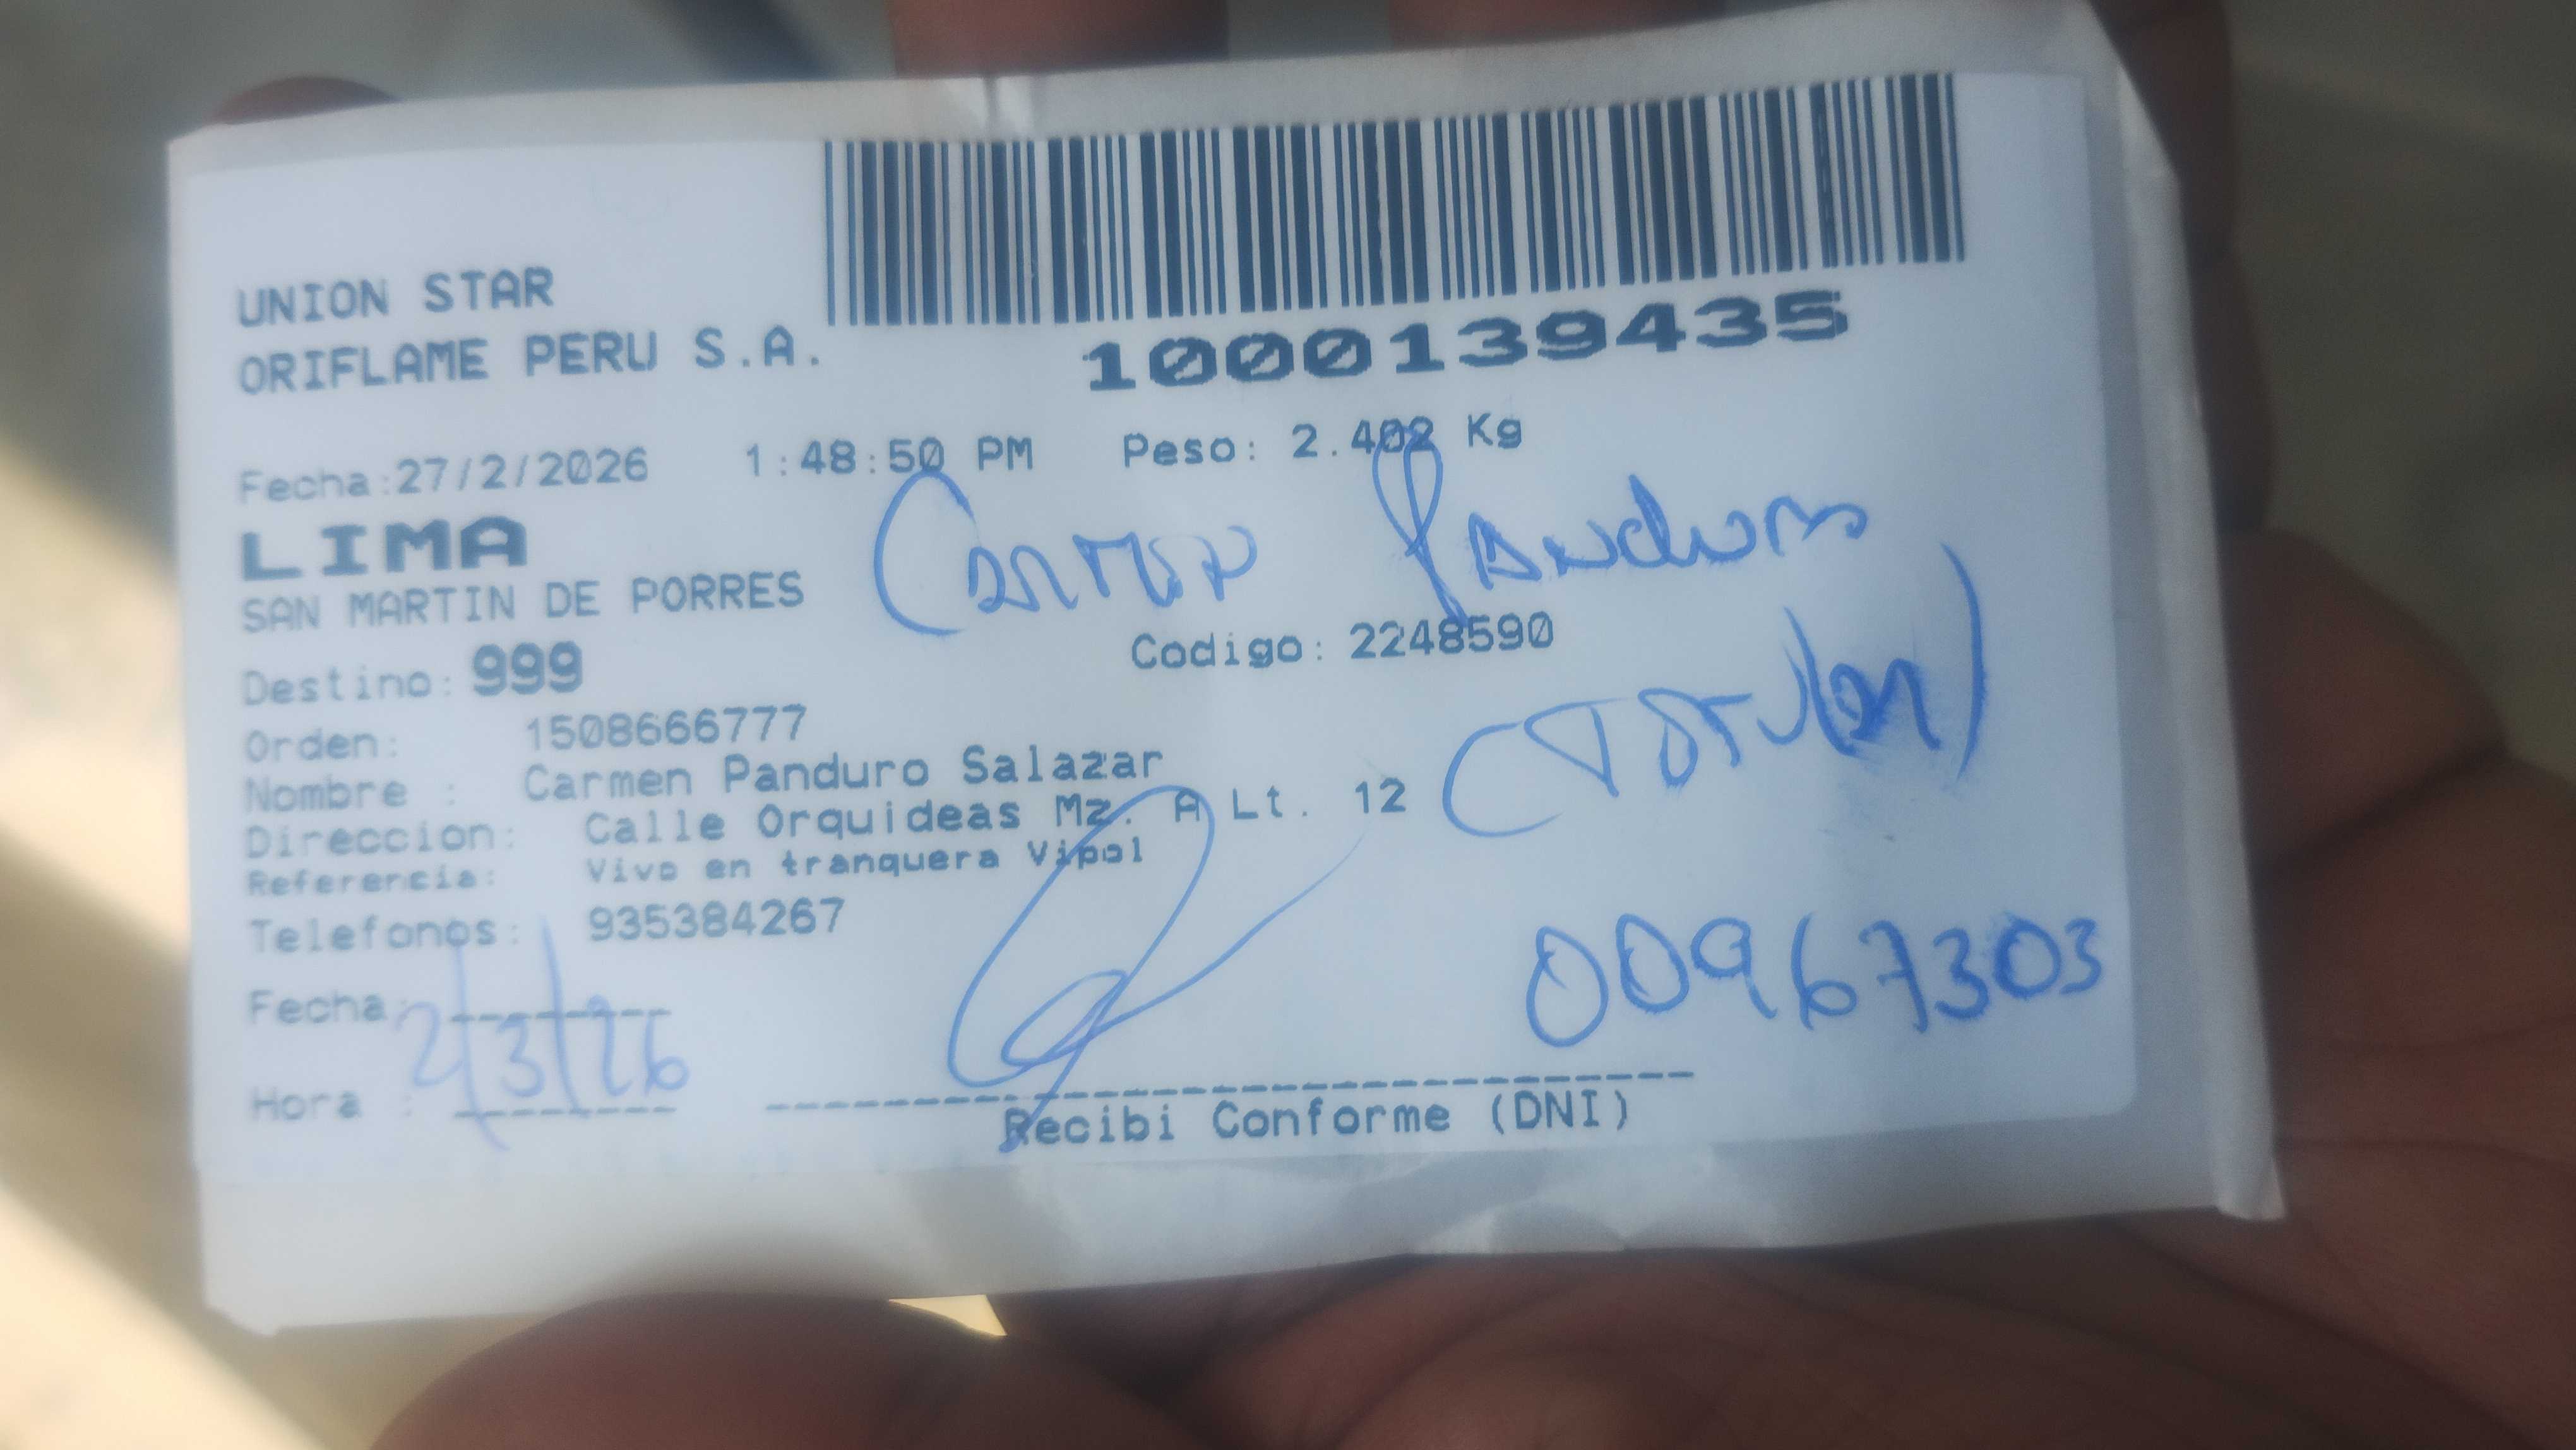 UNION STAR
ORIFLAME PERU S.A.
1000139435
Fecha:27/2/2026 1:48:50 PM Peso: 2.402 Kg
LIMA
Carmen Panduro
SAN MARTIN DE PORRES
Codigo: 2248590
Destino: 999
(Titular)
Orden: 1508666777
Nombre : Carmen Panduro Salazar
Direccion: Calle Orquideas Mz. A Lt. 12
Referencia: Vivo en tranquera Vipol
Telefonos: 935384267
00967303
Fecha: 2/3/26
Hora :
Recibi Conforme (DNI)